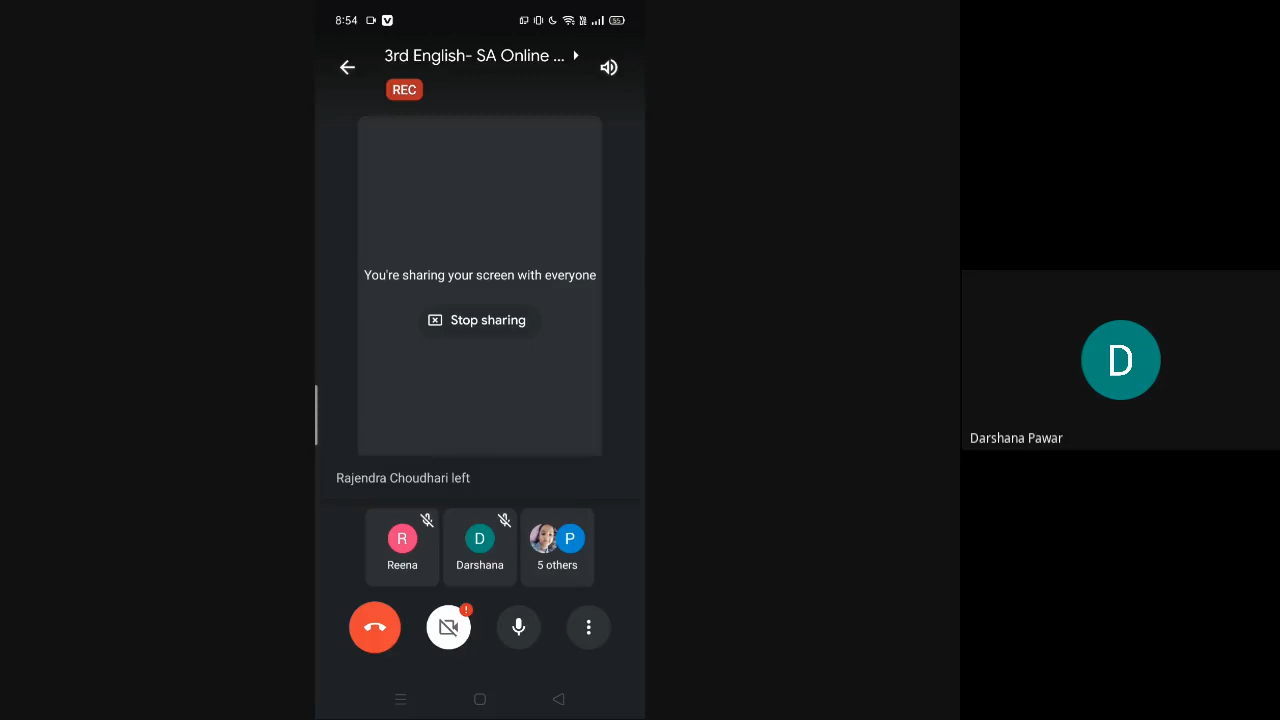 8:54
65
3rd English- SA Online ...
REC
You're sharing your screen with everyone
Stop sharing
Rajendra Choudhari left
R
D
P
Reena
Darshana
5 others
D
Darshana Pawar